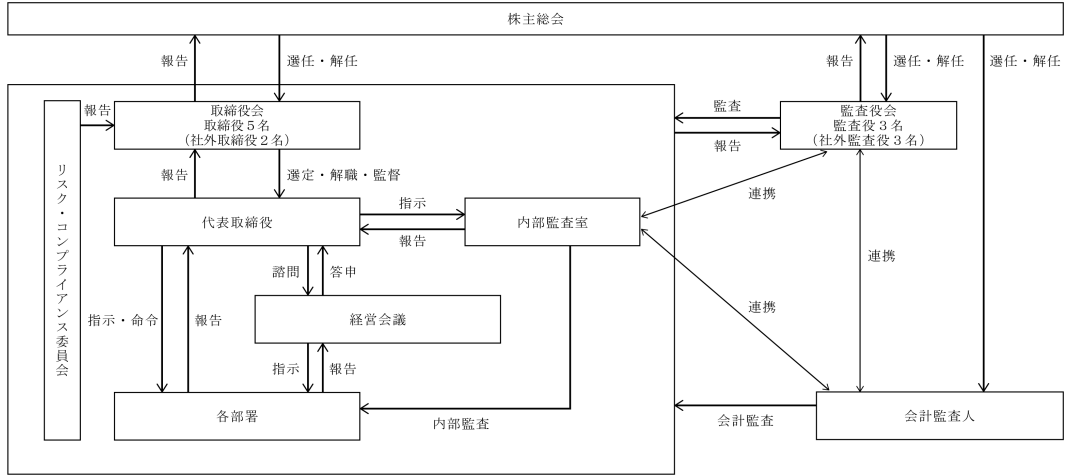 株主総会
報告
選任・解任
報告
選任・解任
選任・解任
報告
取締役会
取締役５名
（社外取締役２名）
監査
報告
監査役会
監査役３名
（社外監査役３名）
報告
選定・解職・監督
リスク・コンプライアンス委員会
代表取締役
指示
報告
内部監査室
連携
連携
諮問
答申
指示・命令
報告
経営会議
連携
指示
報告
各部署
内部監査
会計監査
会計監査人